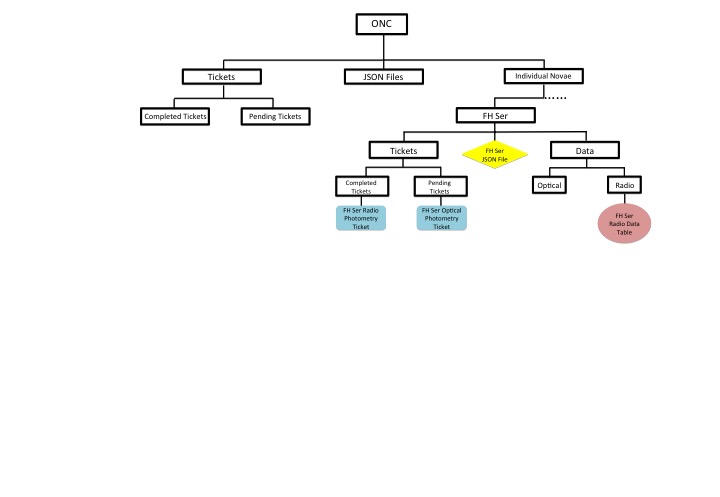 ONC
Tickets
JSON Files
Individual Novae
......
Completed Tickets
Pending Tickets
FH Ser
Tickets
FH Ser
JSON File
Data
Completed
Tickets
Pending
Tickets
Optical
Radio
FH Ser Radio
Photometry
Ticket
FH Ser Optical
Photometry
Ticket
FH Ser
Radio Data
Table